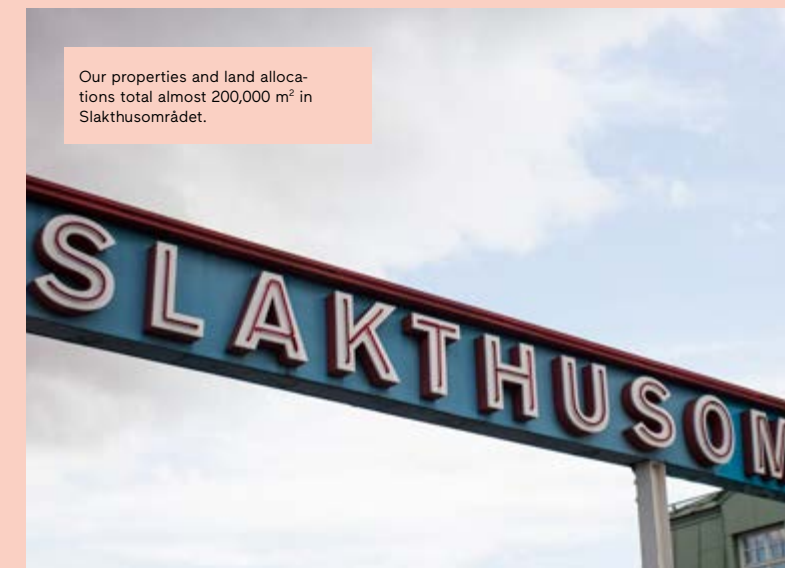 Our properties and land alloca-
tions total almost 200,000 m² in
Slakthusområdet.
SLAKTHUSOM